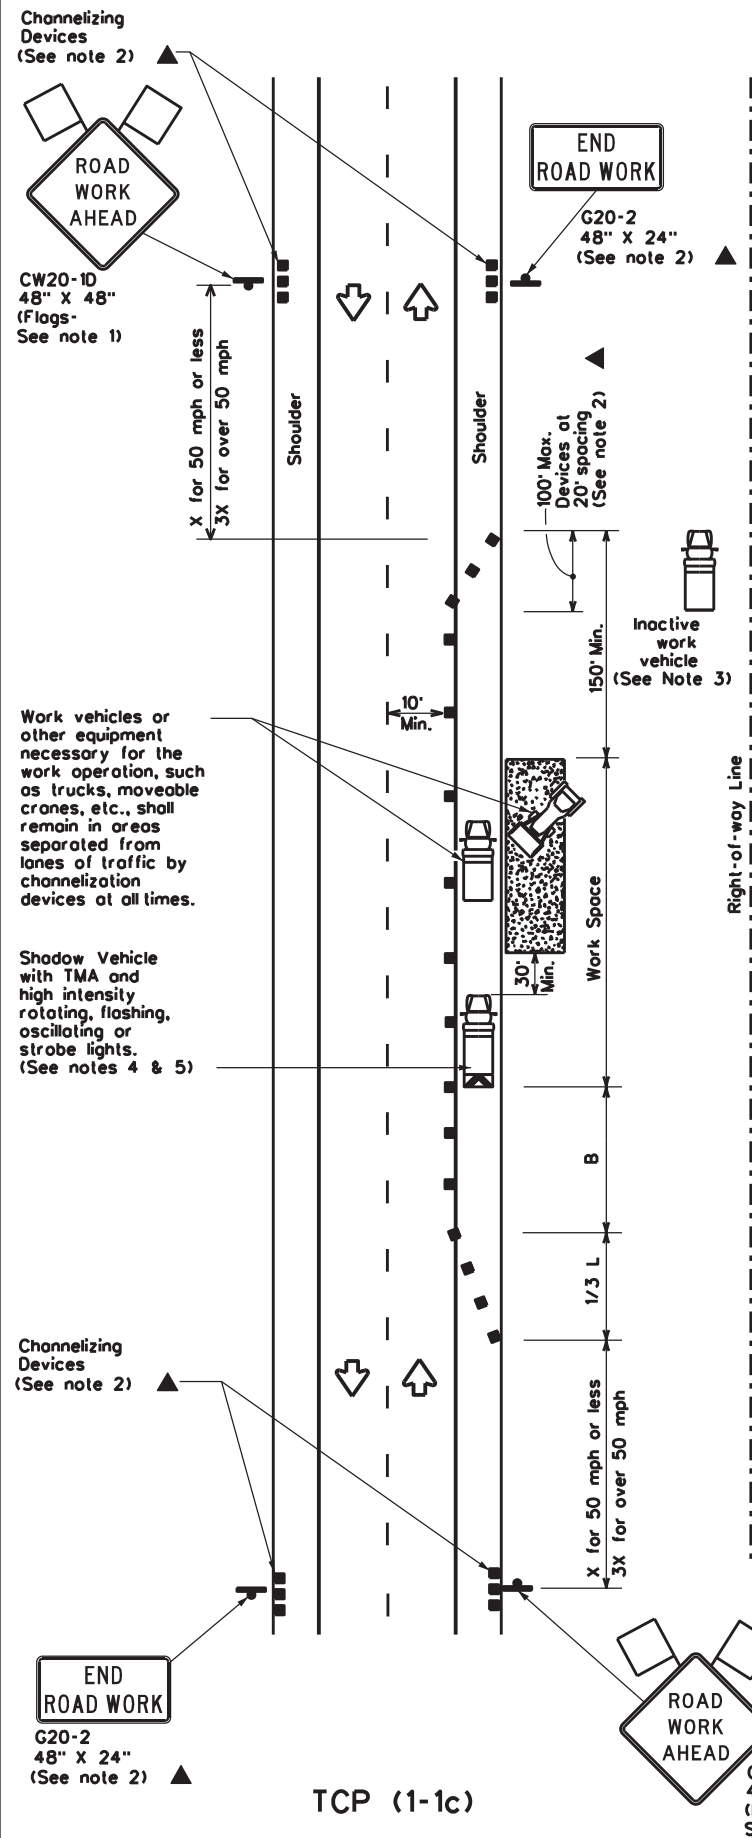 Channelizing
Devices
(See note 2)
ROAD
WORK
AHEAD
CW20-1D
48" X 48"
(Flags-
See note 1)
END
ROAD WORK
G20-2
48" X 24"
(See note 2)
X for 50 mph or less
3X for over 50 mph
Shoulder
Shoulder
100' Max.
Devices at
20' spacing
(See note 2)
Inactive
work
vehicle
(See Note 3)
150' Min.
10'
Min.
Work vehicles or
other equipment
necessary for the
work operation, such
as trucks, moveable
cranes, etc., shall
remain in areas
separated from
lanes of traffic by
channelization
devices at all times.
Right-of-way Line
Work Space
30'
Min.
Shadow Vehicle
with TMA and
high intensity
rotating, flashing,
oscillating or
strobe lights.
(See notes 4 & 5)
B
1/3 L
Channelizing
Devices
(See note 2)
X for 50 mph or less
3X for over 50 mph
END
ROAD WORK
G20-2
48" X 24"
(See note 2)
ROAD
WORK
AHEAD
TCP (1-1c)